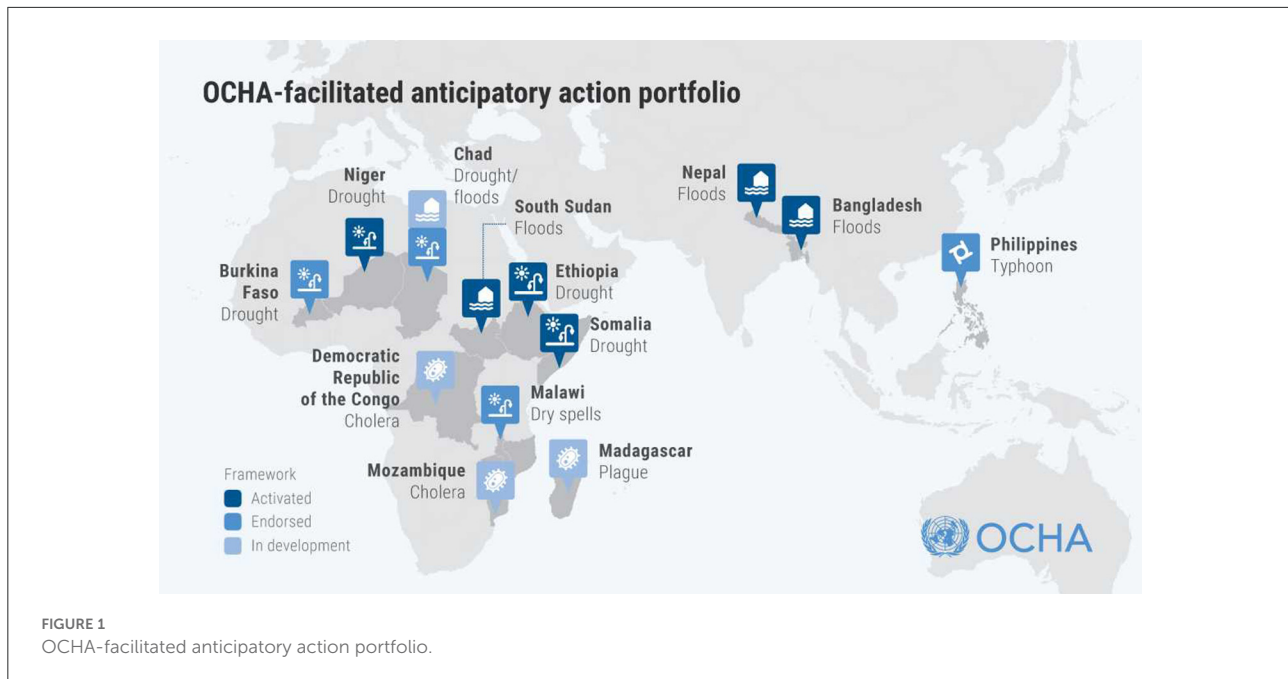 OCHA-facilitated anticipatory action portfolio
Chad
Drought/
floods
Niger
Drought
South Sudan
Floods
Burkina
Faso
Drought
Ethiopia
Drought
Somalia
Drought
Democratic
Republic
of the Congo
Cholera
Malawi
Dry spells
Mozambique
Cholera
Madagascar
Plague
Nepal
Floods
Bangladesh
Floods
Philippines
Typhoon
Framework
Activated
Endorsed
In development
OCHA
FIGURE 1
OCHA-facilitated anticipatory action portfolio.